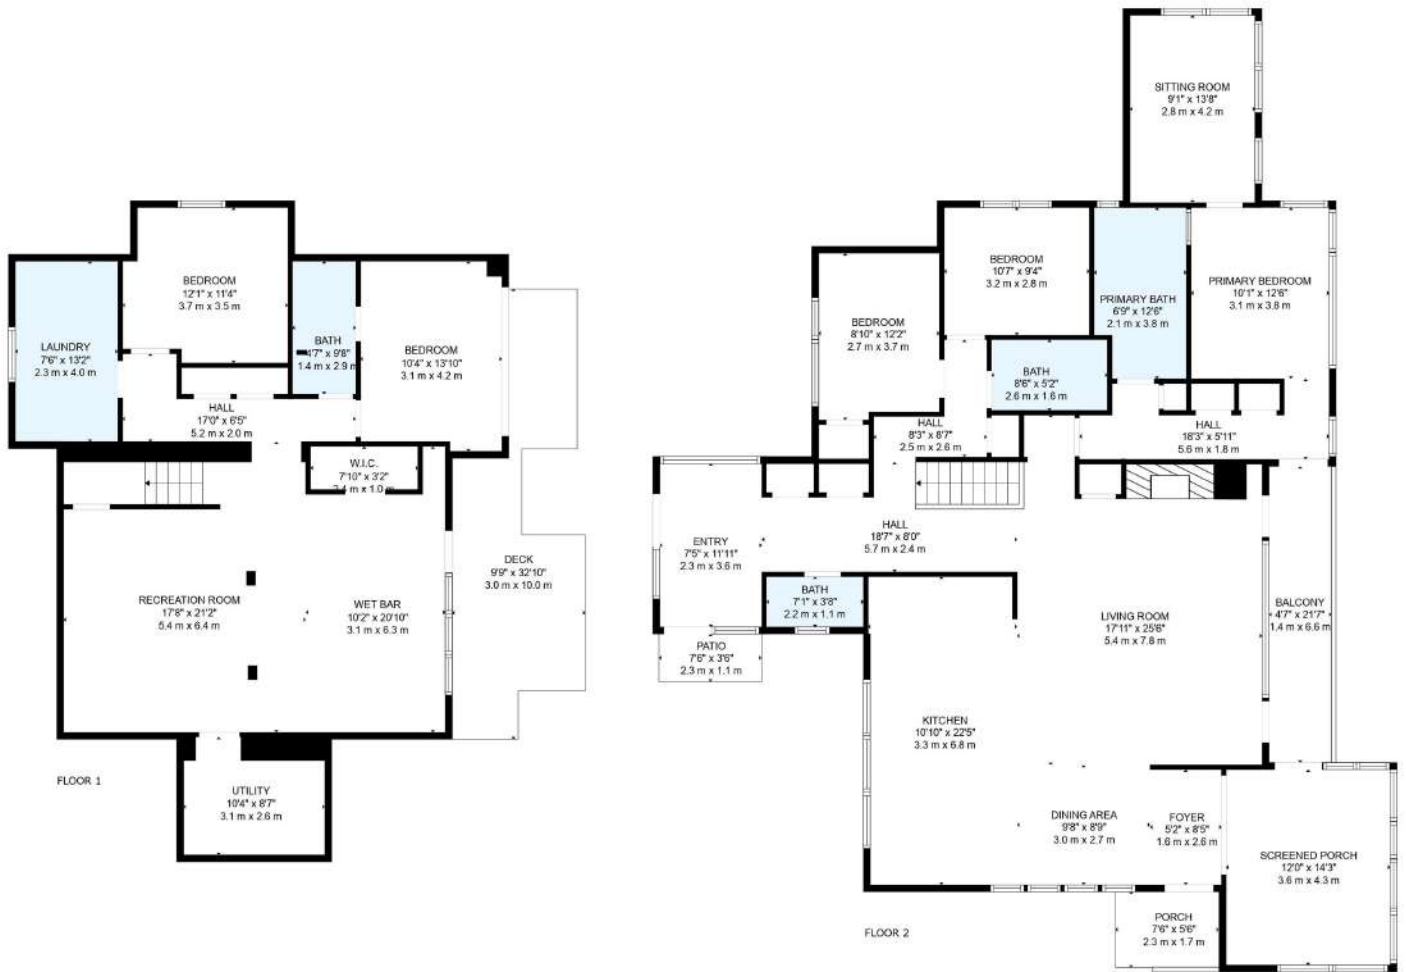 SITTING ROOM
9'1" x 13'8"
2.8 m x 4.2 m
BEDROOM
12'1" x 11'4"
3.7 m x 3.5 m
LAUNDRY
7'6" x 13'2"
2.3 m x 4.0 m
BATH
4'7" x 9'8"
1.4 m x 2.9 m
BEDROOM
10'4" x 13'10"
3.1 m x 4.2 m
HALL
17'0" x 6'5"
5.2 m x 2.0 m
W.I.C.
7'10" x 3'2"
2.4 m x 1.0 m
DECK
9'9" x 32'10"
3.0 m x 10.0 m
RECREATION ROOM
17'8" x 21'2"
5.4 m x 6.4 m
WET BAR
10'2" x 20'10"
3.1 m x 6.3 m
UTILITY
10'4" x 8'7"
3.1 m x 2.6 m
FLOOR 1
BEDROOM
10'7" x 9'4"
3.2 m x 2.8 m
PRIMARY BEDROOM
10'1" x 12'6"
3.1 m x 3.8 m
PRIMARY BATH
6'9" x 12'6"
2.1 m x 3.8 m
BEDROOM
8'10" x 12'2"
2.7 m x 3.7 m
BATH
8'6" x 5'2"
2.6 m x 1.6 m
HALL
8'3" x 8'7"
2.5 m x 2.6 m
HALL
18'3" x 5'11"
5.6 m x 1.8 m
ENTRY
7'5" x 11'11"
2.3 m x 3.6 m
HALL
18'7" x 8'0"
5.7 m x 2.4 m
BATH
7'1" x 3'8"
2.2 m x 1.1 m
LIVING ROOM
17'11" x 25'6"
5.4 m x 7.8 m
BALCONY
4'7" x 21'7"
1.4 m x 6.6 m
PATIO
7'6" x 3'6"
2.3 m x 1.1 m
KITCHEN
10'10" x 22'5"
3.3 m x 6.8 m
DINING AREA
9'8" x 8'9"
3.0 m x 2.7 m
FOYER
5'2" x 8'5"
1.6 m x 2.6 m
SCREENED PORCH
12'0" x 14'3"
3.6 m x 4.3 m
PORCH
7'6" x 5'6"
2.3 m x 1.7 m
FLOOR 2